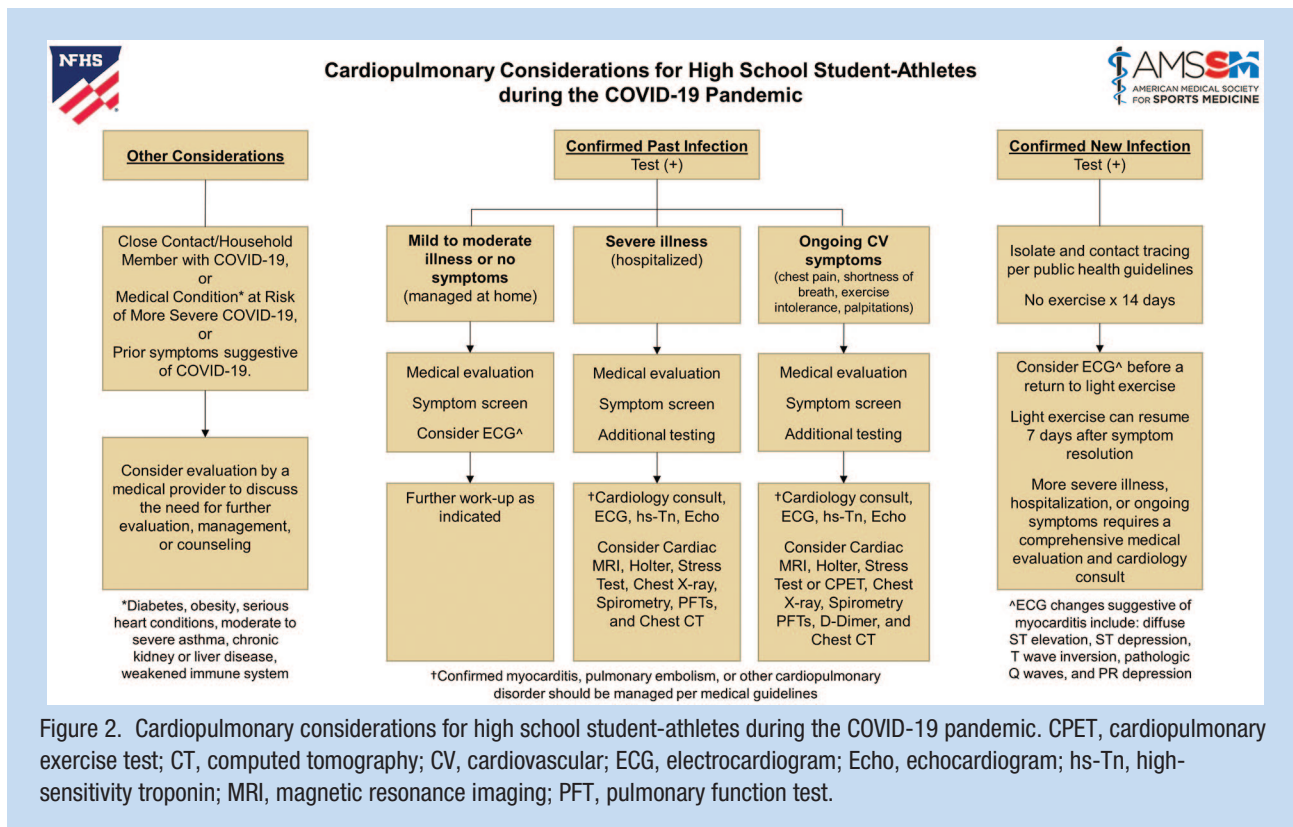 NFHS
Cardiopulmonary Considerations for High School Student-Athletes
during the COVID-19 Pandemic
AMSSM
AMERICAN MEDICAL SOCIETY
FOR SPORTS MEDICINE
Other Considerations
Close Contact/Household
Member with COVID-19,
or
Medical Condition* at Risk
of More Severe COVID-19,
or
Prior symptoms suggestive
of COVID-19.
Consider evaluation by a
medical provider to discuss
the need for further
evaluation, management,
or counseling
*Diabetes, obesity, serious
heart conditions, moderate to
severe asthma, chronic
kidney or liver disease,
weakened immune system
Confirmed Past Infection
Test (+)
Mild to moderate
illness or no
symptoms
(managed at home)
Medical evaluation
Symptom screen
Consider ECG^
Further work-up as
indicated
Severe illness
(hospitalized)
Medical evaluation
Symptom screen
Additional testing
†Cardiology consult,
ECG, hs-Tn, Echo
Consider Cardiac
MRI, Holter, Stress
Test, Chest X-ray,
Spirometry, PFTs,
and Chest CT
Ongoing CV
symptoms
(chest pain, shortness of
breath, exercise
intolerance, palpitations)
Medical evaluation
Symptom screen
Additional testing
†Cardiology consult,
ECG, hs-Tn, Echo
Consider Cardiac
MRI, Holter, Stress
Test or CPET, Chest
X-ray, Spirometry
PFTs, D-Dimer, and
Chest CT
†Confirmed myocarditis, pulmonary embolism, or other cardiopulmonary
disorder should be managed per medical guidelines
Confirmed New Infection
Test (+)
Isolate and contact tracing
per public health guidelines
No exercise x 14 days
Consider ECG^ before a
return to light exercise
Light exercise can resume
7 days after symptom
resolution
More severe illness,
hospitalization, or ongoing
symptoms requires a
comprehensive medical
evaluation and cardiology
consult
^ECG changes suggestive of
myocarditis include: diffuse
ST elevation, ST depression,
T wave inversion, pathologic
Q waves, and PR depression
Figure 2. Cardiopulmonary considerations for high school student-athletes during the COVID-19 pandemic. CPET, cardiopulmonary
exercise test; CT, computed tomography; CV, cardiovascular; ECG, electrocardiogram; Echo, echocardiogram; hs-Tn, high-
sensitivity troponin; MRI, magnetic resonance imaging; PFT, pulmonary function test.